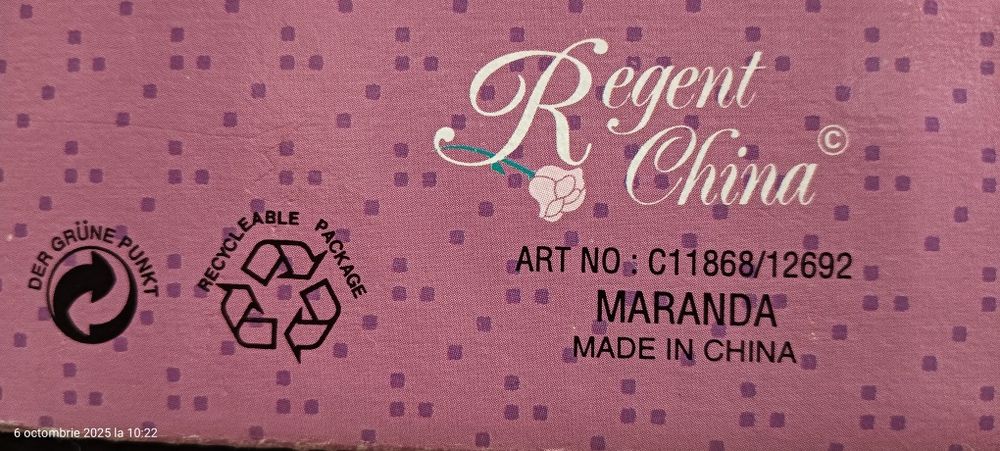 Regent
China ©
DER GRÜNE PUNKT
RECYCLEABLE PACKAGE
ART NO : C11868/12692
MARANDA
MADE IN CHINA
6 octombrie 2025 la 10:22